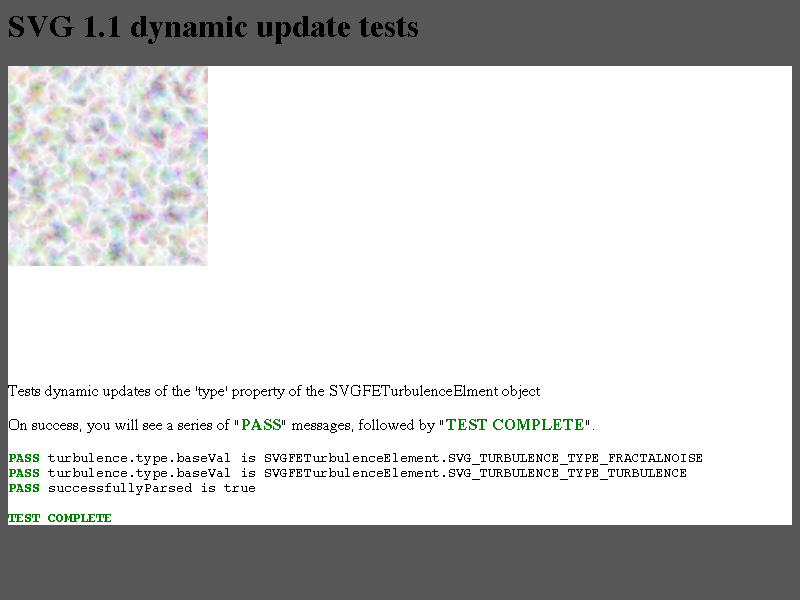 SVG 1.1 dynamic update tests
Tests dynamic updates of the 'type' property of the SVGFETurbulenceElment object
On success, you will see a series of "PASS" messages, followed by "TEST COMPLETE".
PASS turbulence.type.baseVal is SVGFETurbulenceElement.SVG_TURBULENCE_TYPE_FRACTALNOISE
PASS turbulence.type.baseVal is SVGFETurbulenceElement.SVG_TURBULENCE_TYPE_TURBULENCE
PASS successfullyParsed is true
TEST COMPLETE